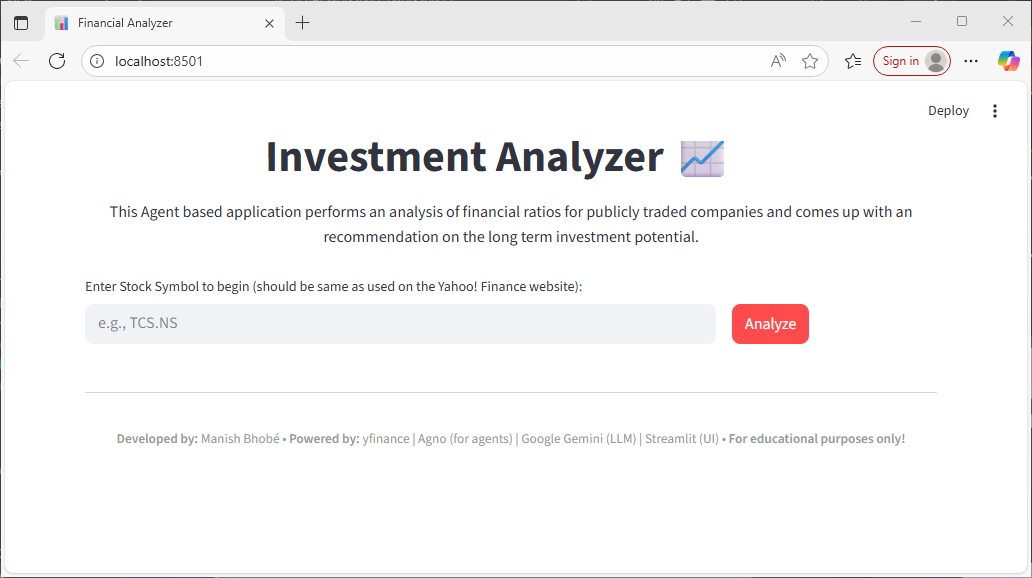 Financial Analyzer
localhost:8501
A
Sign in
Deploy
Investment Analyzer
This Agent based application performs an analysis of financial ratios for publicly traded companies and comes up with an
recommendation on the long term investment potential.
Enter Stock Symbol to begin (should be same as used on the Yahoo! Finance website):
e.g., TCS.NS
Analyze
Developed by: Manish Bhobé • Powered by: yfinance | Agno (for agents) | Google Gemini (LLM) | Streamlit (UI) • For educational purposes only!